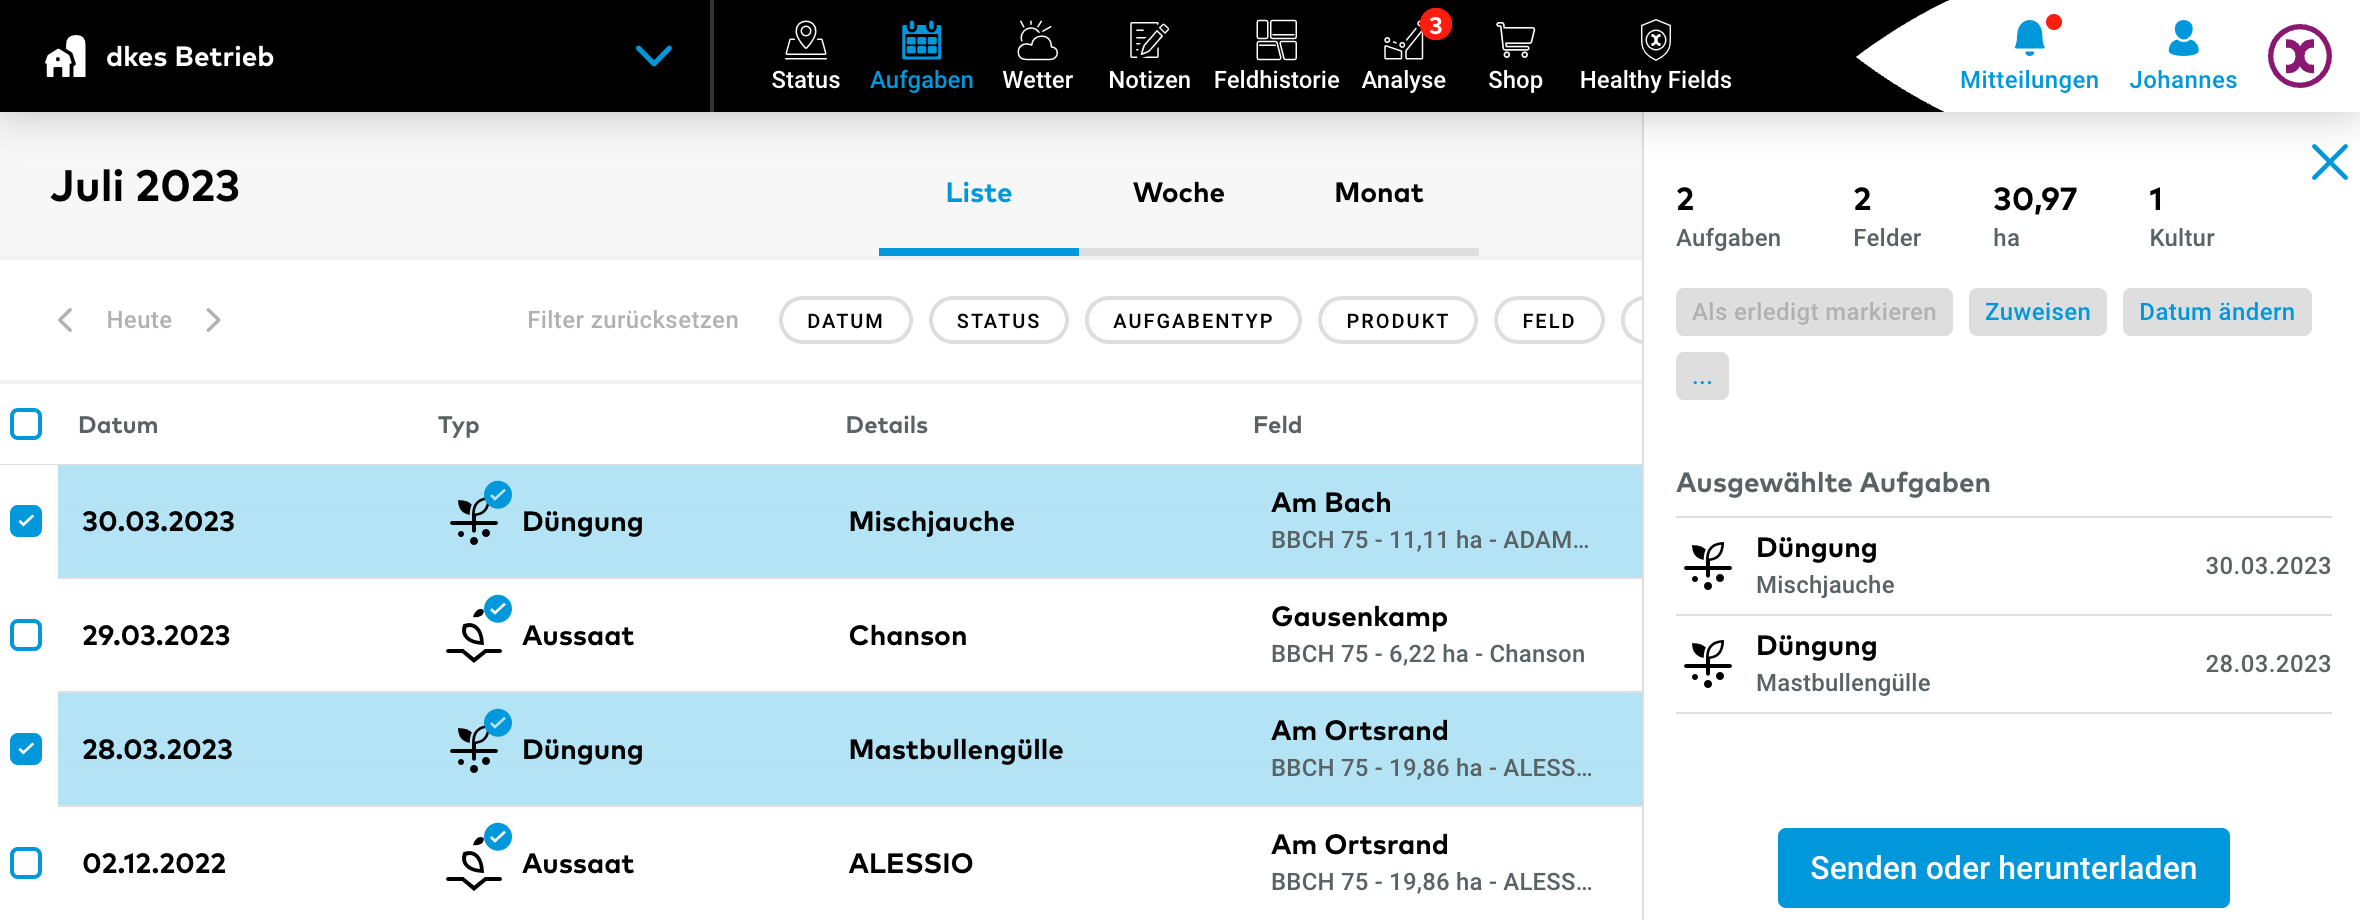 dkes Betrieb
Status
Aufgaben
Wetter
Notizen
Feldhistorie
Analyse
3
Shop
Healthy Fields
Mitteilungen
Johannes
Juli 2023
Liste
Woche
Monat
Heute
Filter zurücksetzen
DATUM
STATUS
AUFGABENTYP
PRODUKT
FELD
Datum
Typ
Details
Feld
30.03.2023
Düngung
Mischjauche
Am Bach
BBCH 75 - 11,11 ha - ADAM...
29.03.2023
Aussaat
Chanson
Gausenkamp
BBCH 75 - 6,22 ha - Chanson
28.03.2023
Düngung
Mastbullengülle
Am Ortsrand
BBCH 75 - 19,86 ha - ALESS...
02.12.2022
Aussaat
ALESSIO
Am Ortsrand
BBCH 75 - 19,86 ha - ALESS...
2
Aufgaben
2
Felder
30,97
ha
1
Kultur
Als erledigt markieren
Zuweisen
Datum ändern
...
Ausgewählte Aufgaben
Düngung
Mischjauche
30.03.2023
Düngung
Mastbullengülle
28.03.2023
Senden oder herunterladen